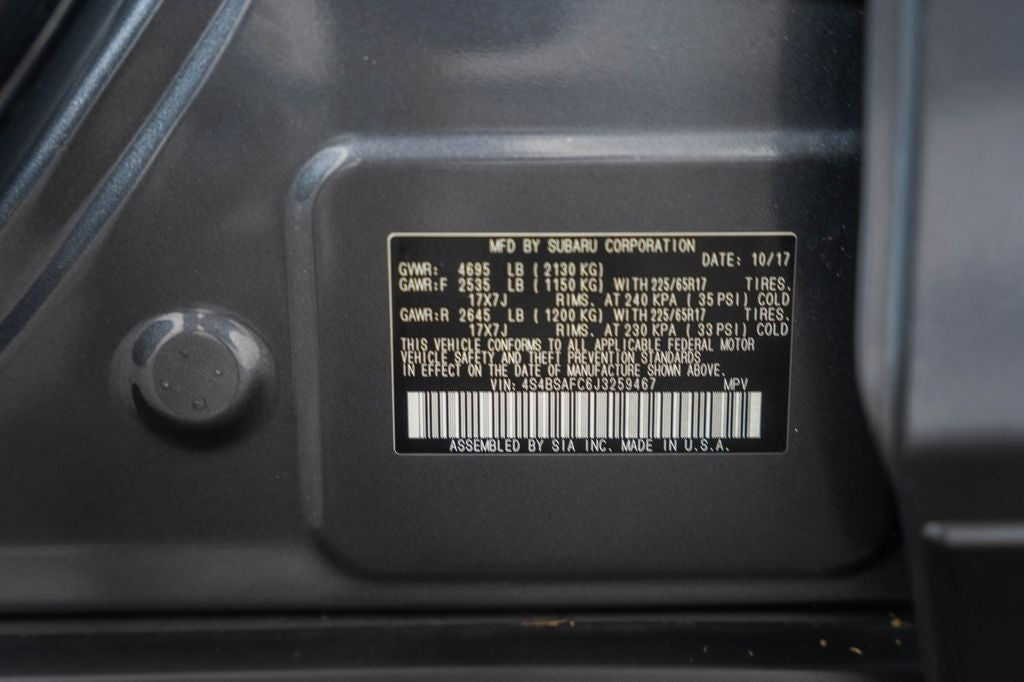 MFD BY SUBARU CORPORATION
DATE: 10/17
GVWR: 4695 LB ( 2130 KG)
GAWR:F 2535 LB ( 1150 KG) WITH 225/65R17 TIRES,
17X7J RIMS, AT 240 KPA ( 35 PSI) COLD
GAWR:R 2645 LB ( 1200 KG) WITH 225/65R17 TIRES,
17X7J RIMS, AT 230 KPA ( 33 PSI) COLD
THIS VEHICLE CONFORMS TO ALL APPLICABLE FEDERAL MOTOR
VEHICLE SAFETY AND THEFT PREVENTION STANDARDS
IN EFFECT ON THE DATE OF MANUFACTURE SHOWN ABOVE.
VIN: 4S4BSAFC6J3259467 MPV
ASSEMBLED BY SIA INC. MADE IN U.S.A.